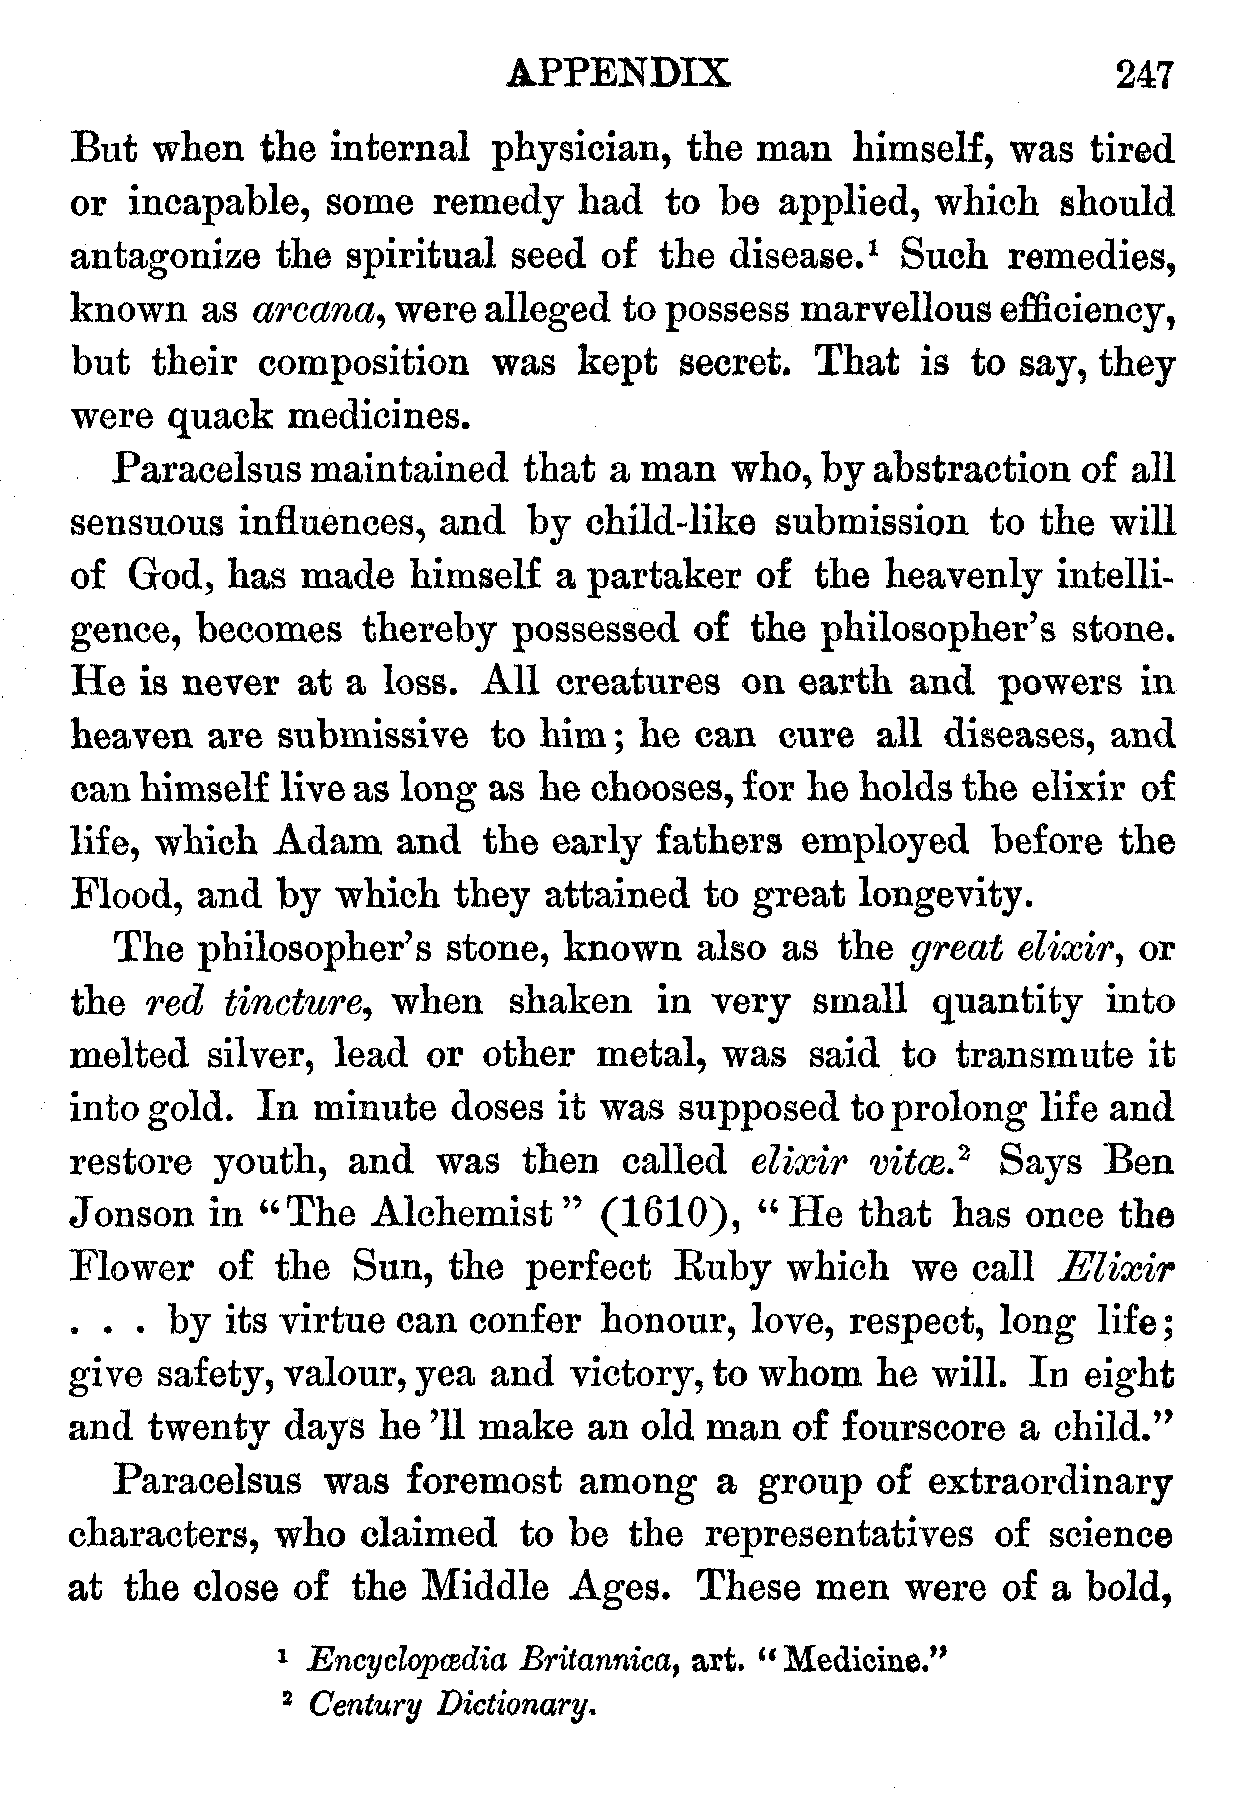 APPENDIX 247
But when the internal physician, the man himself, was tired
or incapable, some remedy had to be applied, which should
antagonize the spiritual seed of the disease.¹ Such remedies,
known as arcana, were alleged to possess marvellous efficiency,
but their composition was kept secret. That is to say, they
were quack medicines.
Paracelsus maintained that a man who, by abstraction of all
sensuous influences, and by child-like submission to the will
of God, has made himself a partaker of the heavenly intelli-
gence, becomes thereby possessed of the philosopher's stone.
He is never at a loss. All creatures on earth and powers in
heaven are submissive to him; he can cure all diseases, and
can himself live as long as he chooses, for he holds the elixir of
life, which Adam and the early fathers employed before the
Flood, and by which they attained to great longevity.
The philosopher's stone, known also as the great elixir, or
the red tincture, when shaken in very small quantity into
melted silver, lead or other metal, was said to transmute it
into gold. In minute doses it was supposed to prolong life and
restore youth, and was then called elixir vitæ.² Says Ben
Jonson in "The Alchemist" (1610), "He that has once the
Flower of the Sun, the perfect Ruby which we call Elixir
. . . by its virtue can confer honour, love, respect, long life;
give safety, valour, yea and victory, to whom he will. In eight
and twenty days he 'll make an old man of fourscore a child."
Paracelsus was foremost among a group of extraordinary
characters, who claimed to be the representatives of science
at the close of the Middle Ages. These men were of a bold,
¹ Encyclopædia Britannica, art. "Medicine."
² Century Dictionary.